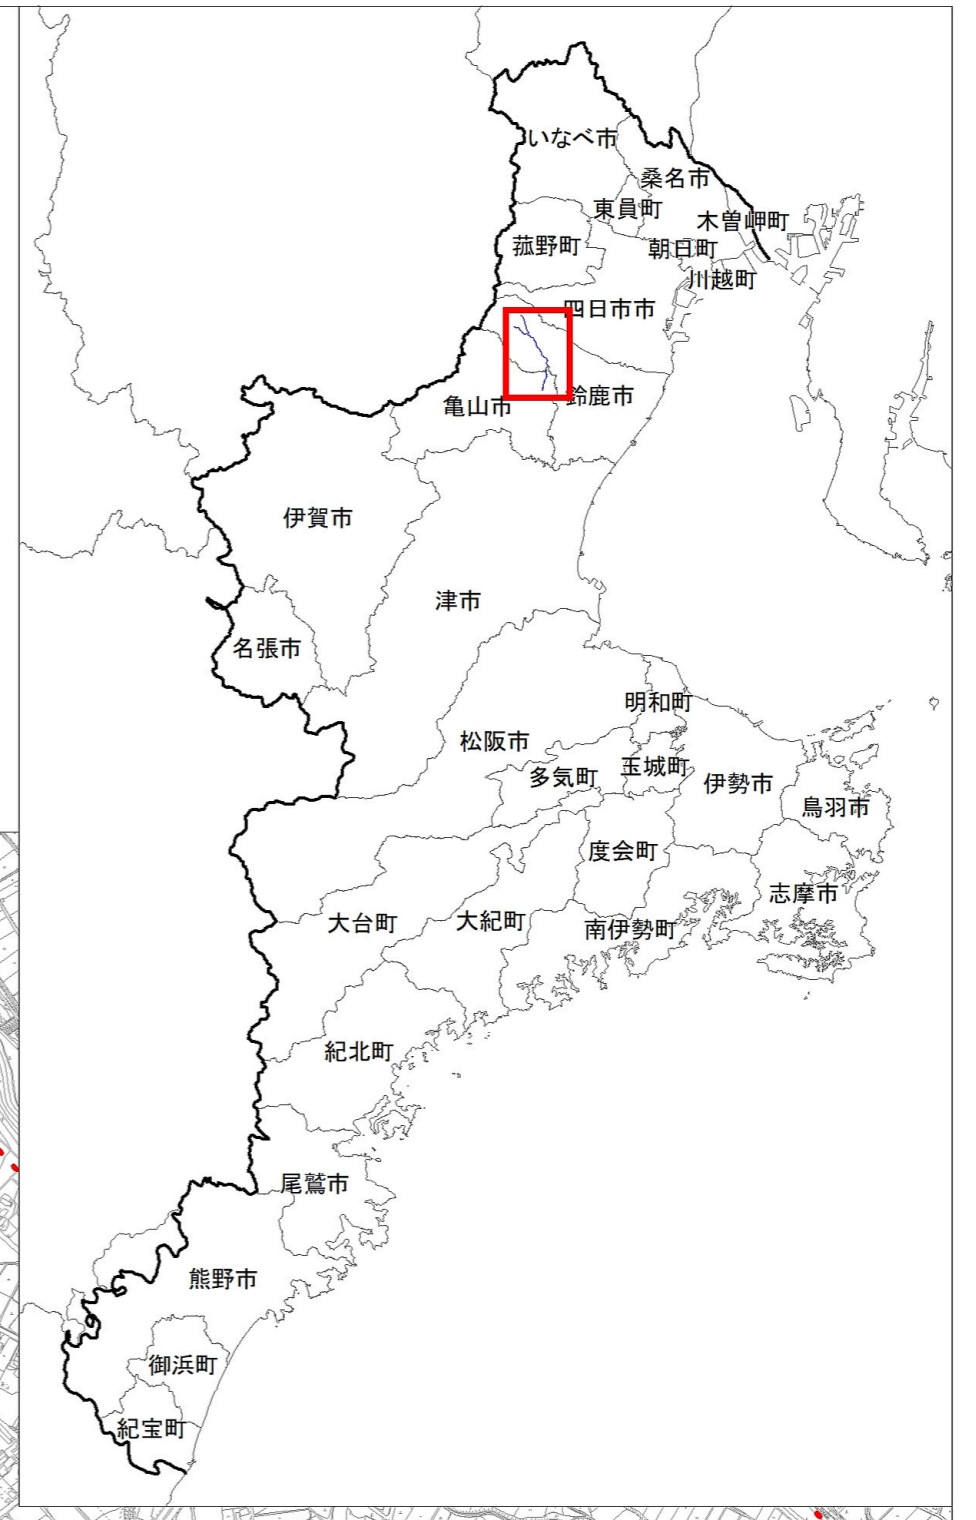 いなべ市
桑名市
東員町
木曽岬町
菰野町
朝日町
川越町
四日市市
鈴鹿市
亀山市
伊賀市
津市
名張市
明和町
松阪市
多気町
玉城町
伊勢市
鳥羽市
度会町
志摩市
大台町
大紀町
南伊勢町
紀北町
尾鷲市
熊野市
御浜町
紀宝町